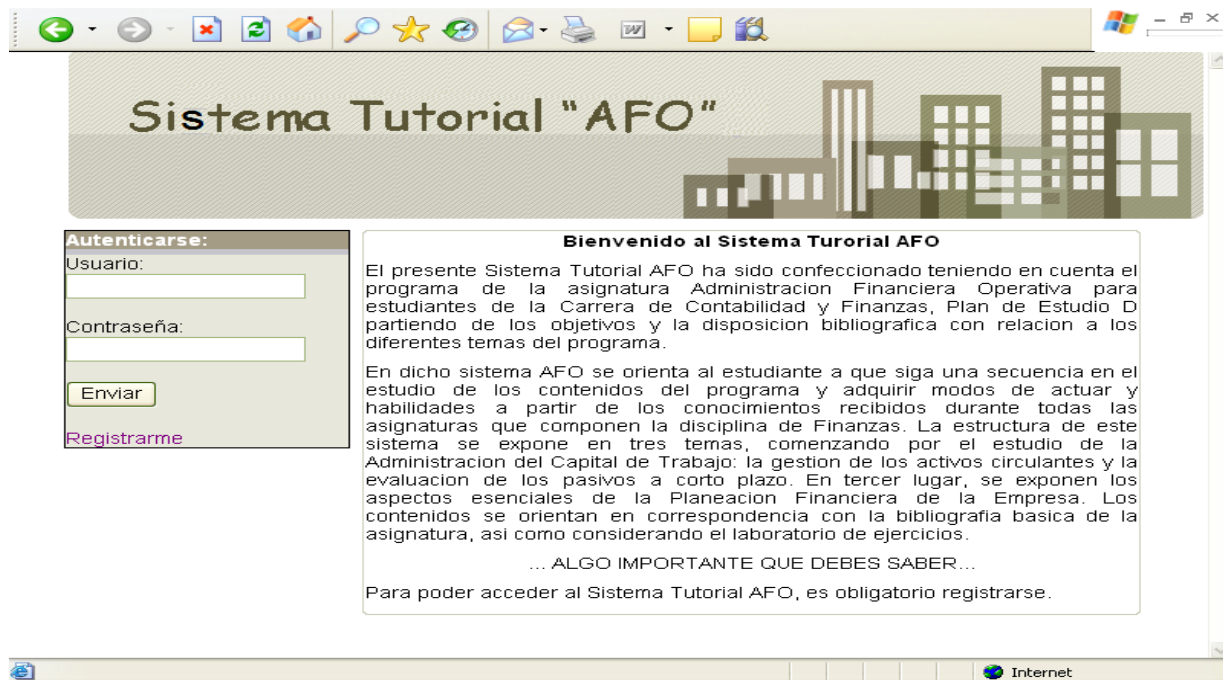 Sistema Tutorial "AFO"
Autenticarse:
Usuario:
Contraseña:
Enviar
Registrarme
Bienvenido al Sistema Turorial AFO
El presente Sistema Tutorial AFO ha sido confeccionado teniendo en cuenta el
programa de la asignatura Administracion Financiera Operativa para
estudiantes de la Carrera de Contabilidad y Finanzas, Plan de Estudio D
partiendo de los objetivos y la disposicion bibliografica con relacion a los
diferentes temas del programa.
En dicho sistema AFO se orienta al estudiante a que siga una secuencia en el
estudio de los contenidos del programa y adquirir modos de actuar y
habilidades a partir de los conocimientos recibidos durante todas las
asignaturas que componen la disciplina de Finanzas. La estructura de este
sistema se expone en tres temas, comenzando por el estudio de la
Administracion del Capital de Trabajo: la gestion de los activos circulantes y la
evaluacion de los pasivos a corto plazo. En tercer lugar, se exponen los
aspectos esenciales de la Planeacion Financiera de la Empresa. Los
contenidos se orientan en correspondencia con la bibliografia basica de la
asignatura, asi como considerando el laboratorio de ejercicios.
... ALGO IMPORTANTE QUE DEBES SABER...
Para poder acceder al Sistema Tutorial AFO, es obligatorio registrarse.
Internet